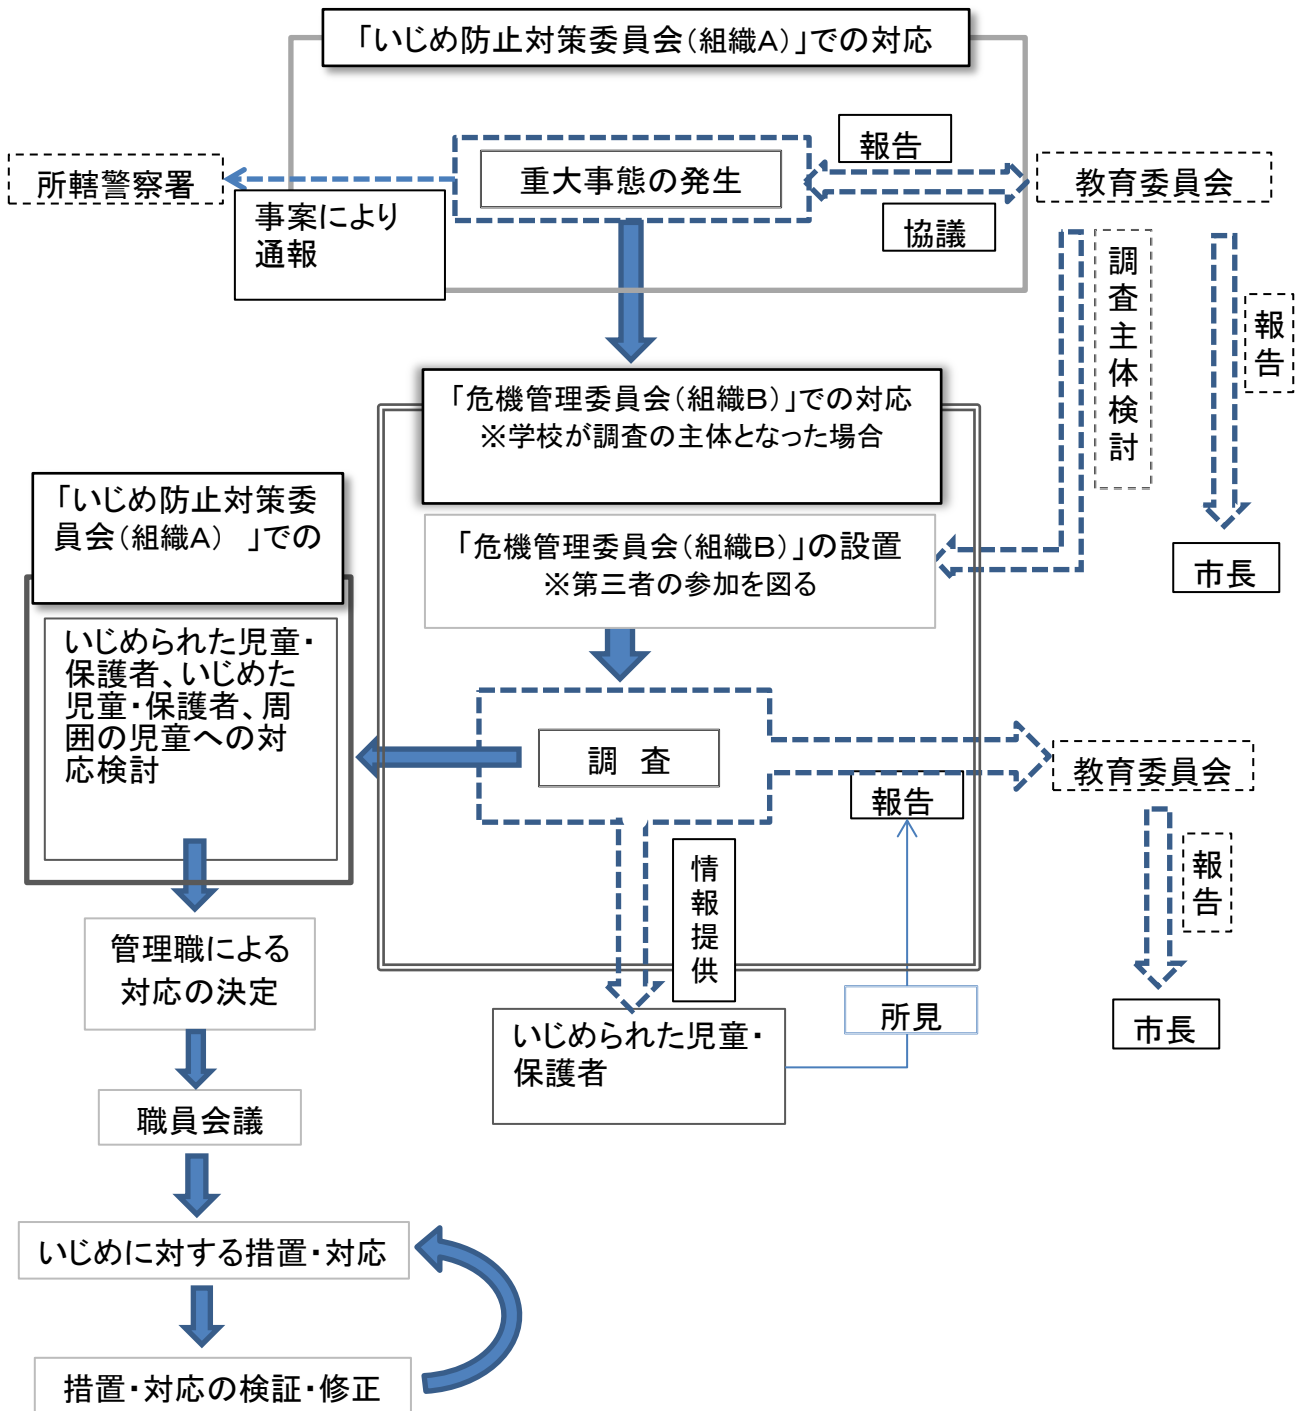 「いじめ防止対策委員会(組織A)」での対応
重大事態の発生
報告
協議
教育委員会
所轄警察署
事案により
通報
調査主体検討
報告
市長
「危機管理委員会(組織B)」での対応
※学校が調査の主体となった場合
「危機管理委員会(組織B)」の設置
※第三者の参加を図る
調　査
報告
教育委員会
報告
市長
情報提供
所見
いじめられた児童・
保護者
「いじめ防止対策委
員会(組織A)　」での
いじめられた児童・
保護者、いじめた
児童・保護者、周
囲の児童への対
応検討
管理職による
対応の決定
職員会議
いじめに対する措置・対応
措置・対応の検証・修正